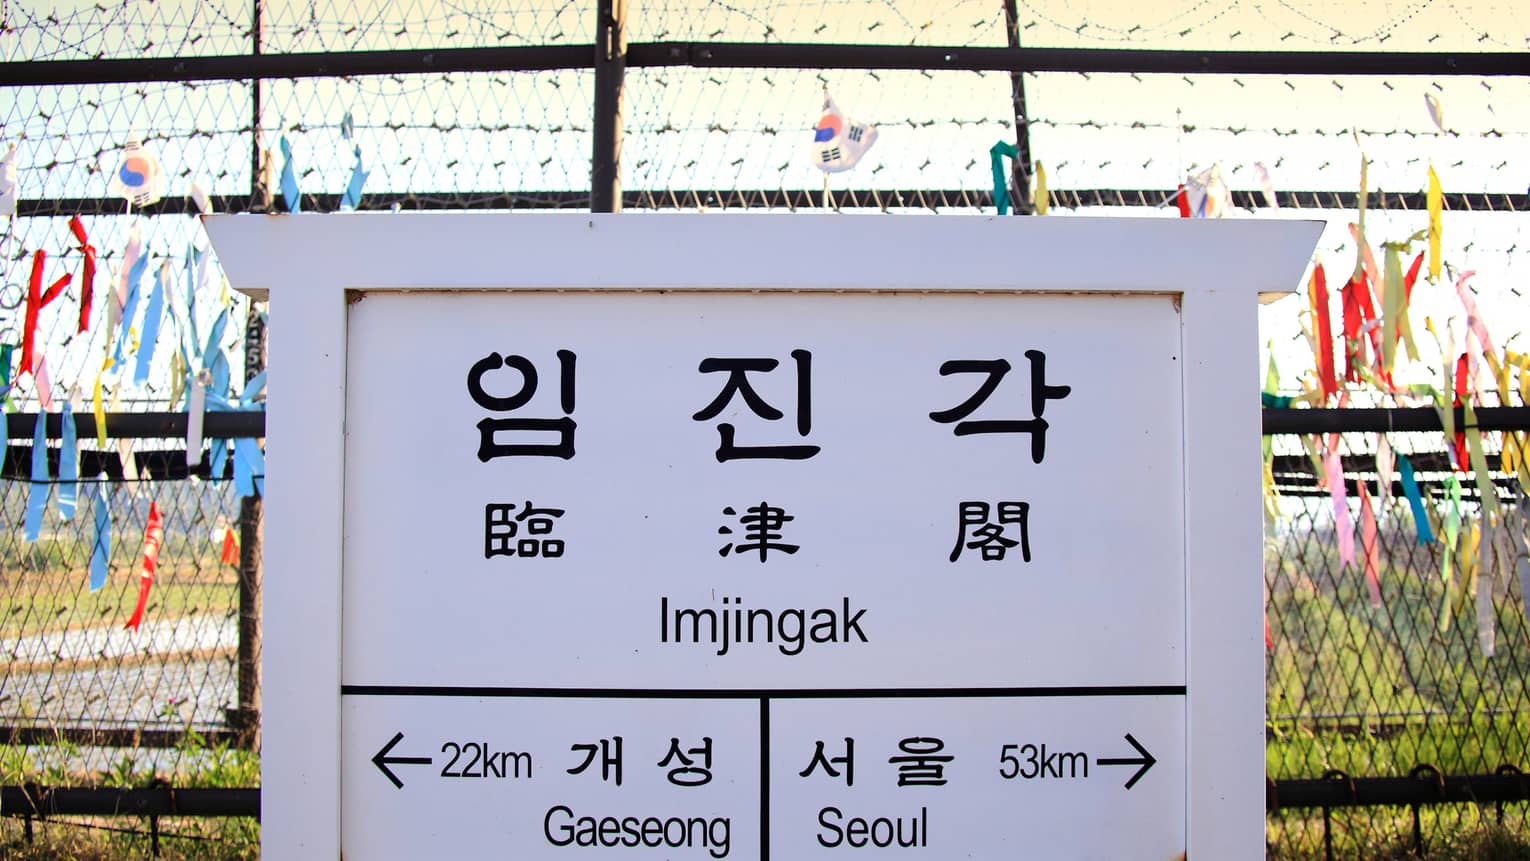 임 진 각
臨 津 閣
Imjingak
← 22km 개 성
Gaeseong
서 울 53km →
Seoul